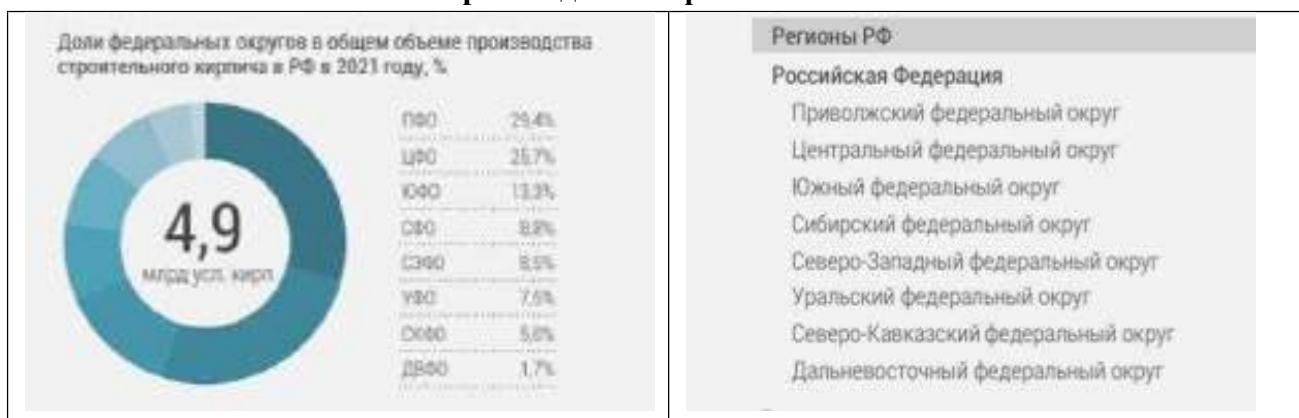 Доли федеральных округов в общем объеме производства
строительного кирпича в РФ в 2021 году, %
4,9
млрд усл. кирп.
ПФО 29,4%
ЦФО 25,7%
ЮФО 13,3%
СФО 8,8%
СЗФО 8,5%
УФО 7,6%
СКФО 5,0%
ДВФО 1,7%
Регионы РФ
Российская Федерация
Приволжский федеральный округ
Центральный федеральный округ
Южный федеральный округ
Сибирский федеральный округ
Северо-Западный федеральный округ
Уральский федеральный округ
Северо-Кавказский федеральный округ
Дальневосточный федеральный округ